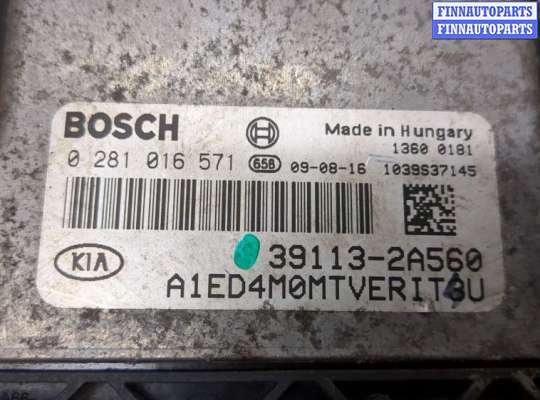 FINNAUTOPARTS
FINNAUTOPARTS
BOSCH
Made in Hungary
1360 0181
0 281 016 571 656 09-08-16 1039S37145
KIA
39113-2A560
A1ED4M0MTVERIT3U